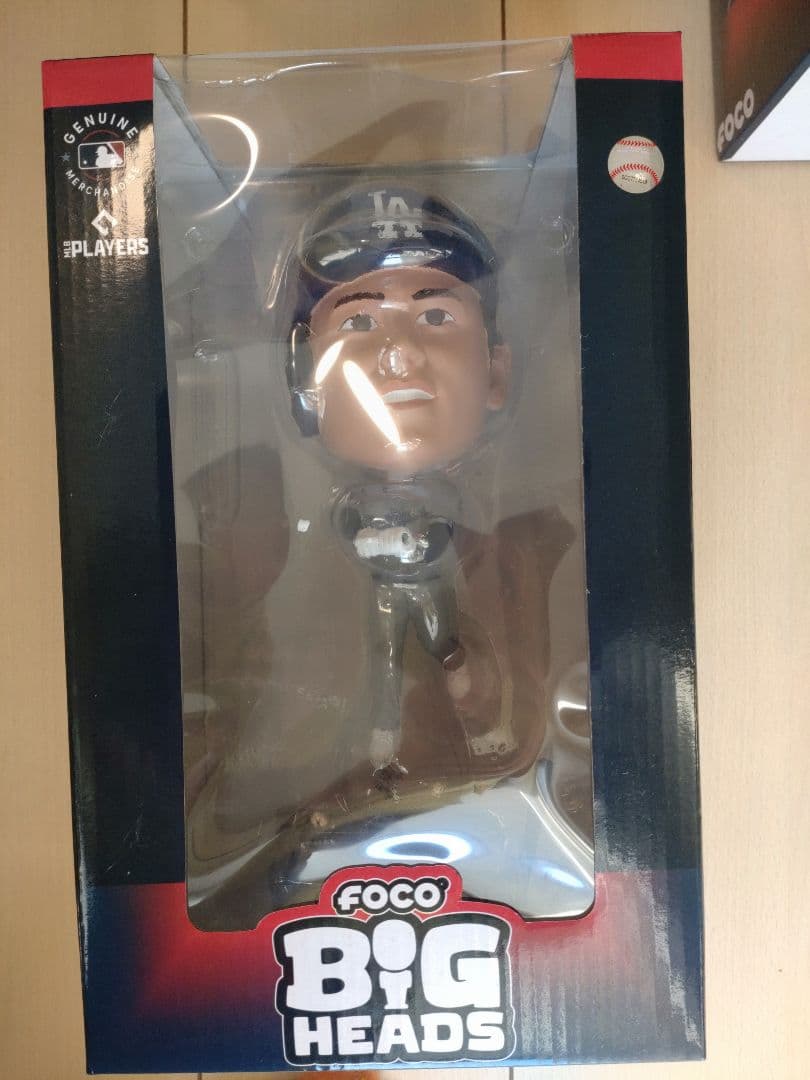 GENUINE
MERCHANDISE
MLB PLAYERS
LA
FOCO
FOCO
BIG
HEADS